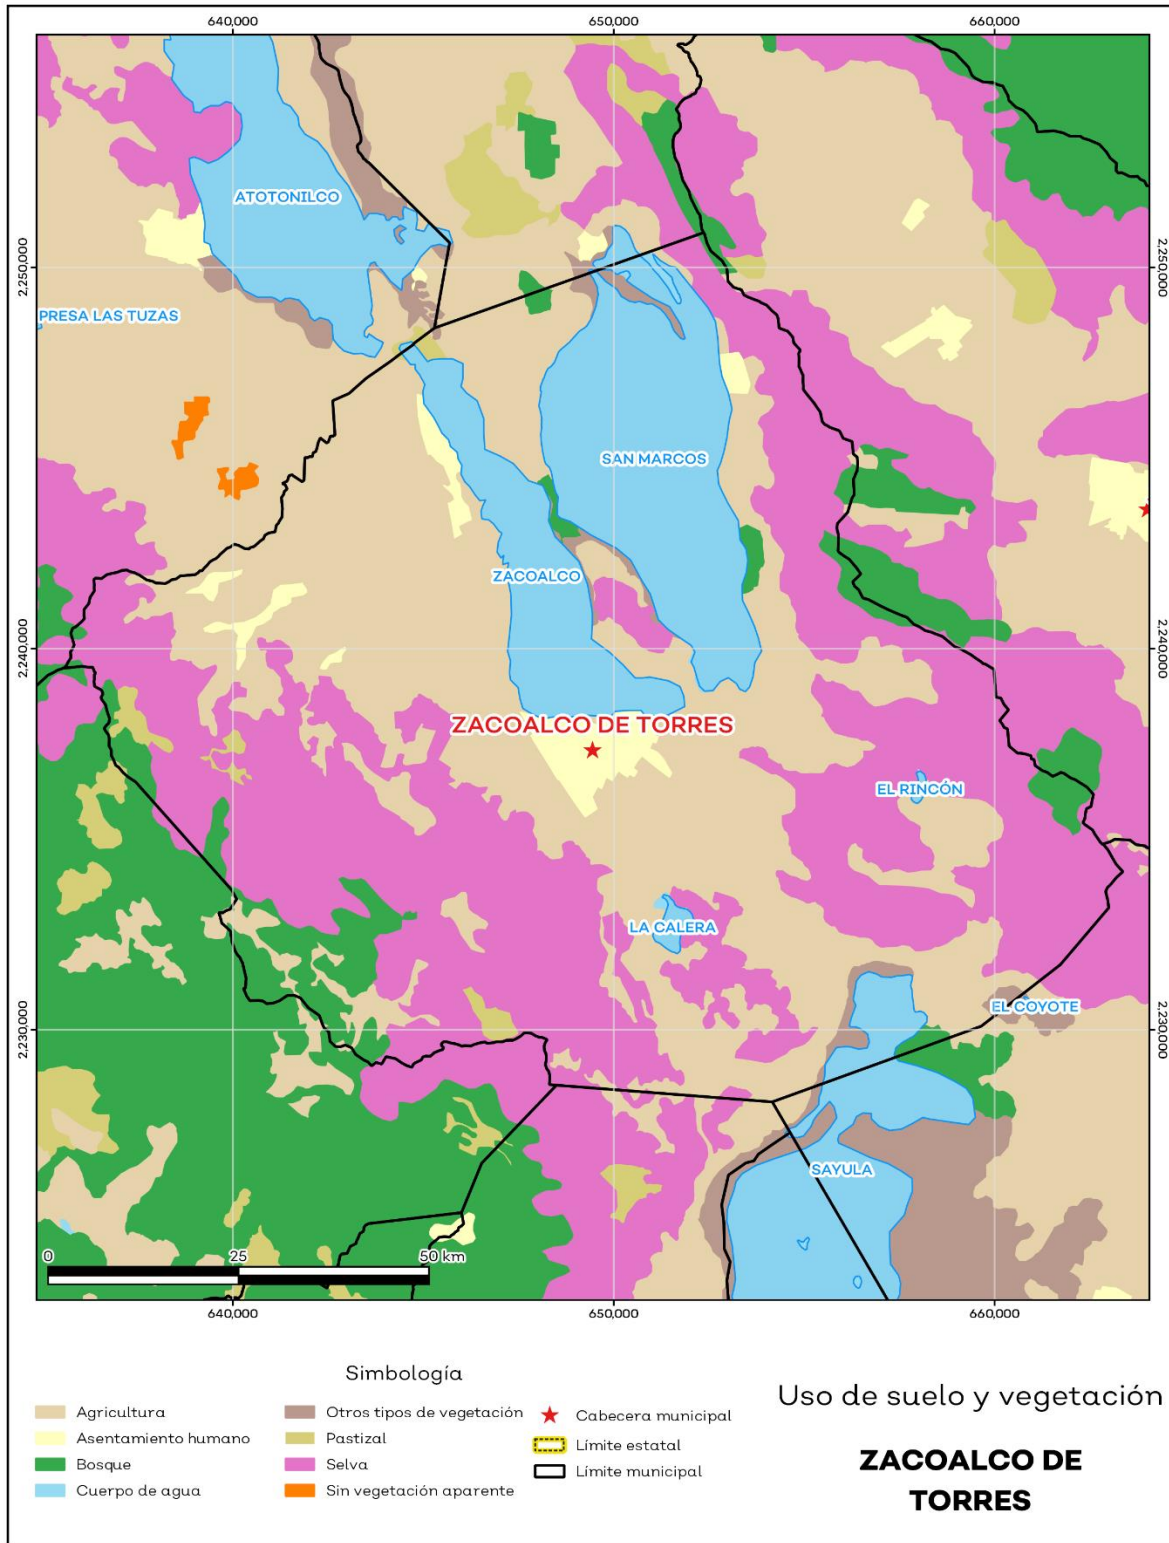 640,000
650,000
660,000
ATOTONILCO
2,250,000
2,250,000
PRESA LAS TUZAS
SAN MARCOS
ZACOALCO
2,240,000
2,240,000
ZACOALCO DE TORRES
EL RINCÓN
LA CALERA
EL COYOTE
2,230,000
2,230,000
SAYULA
0
25
50 km
640,000
650,000
660,000
Simbología
Agricultura
Asentamiento humano
Bosque
Cuerpo de agua
Otros tipos de vegetación
Pastizal
Selva
Sin vegetación aparente
Cabecera municipal
Límite estatal
Límite municipal
Uso de suelo y vegetación
ZACOALCO DE
TORRES